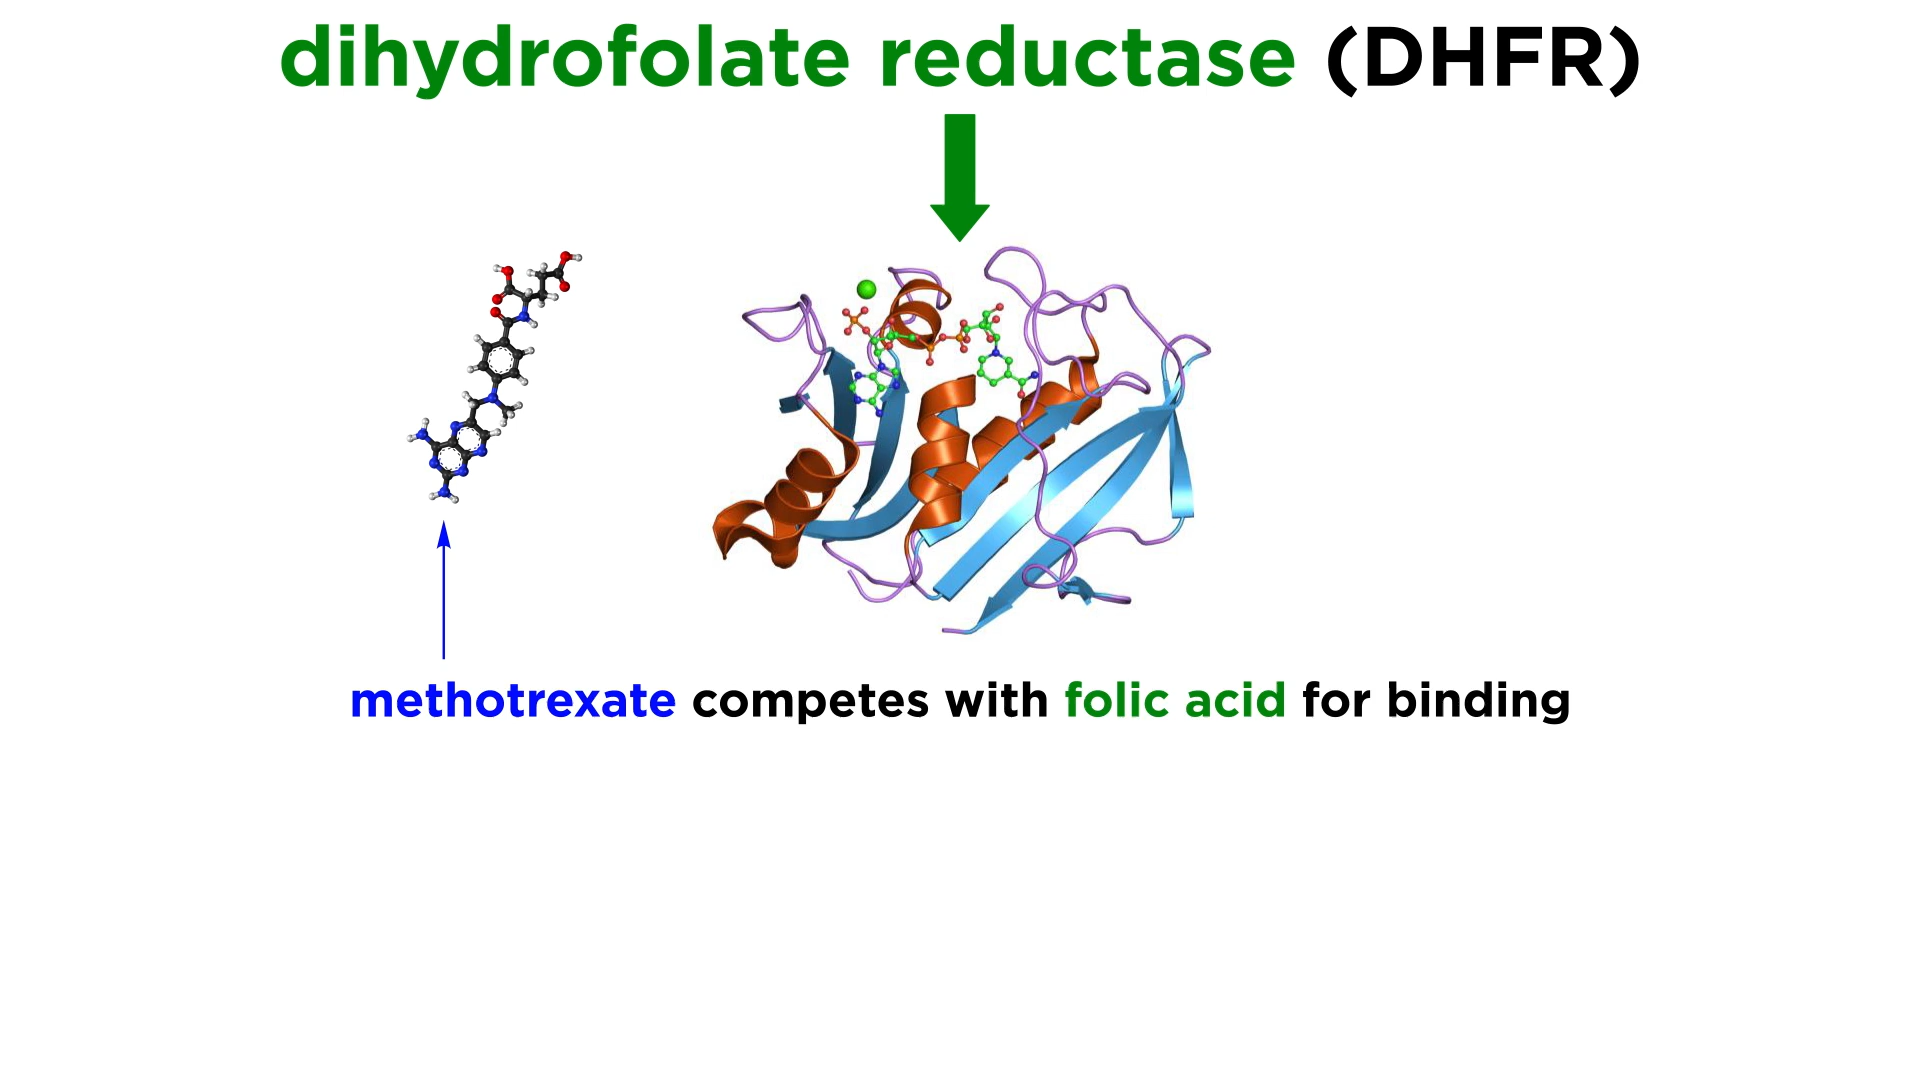 dihydrofolate reductase (DHFR)
methotrexate competes with folic acid for binding